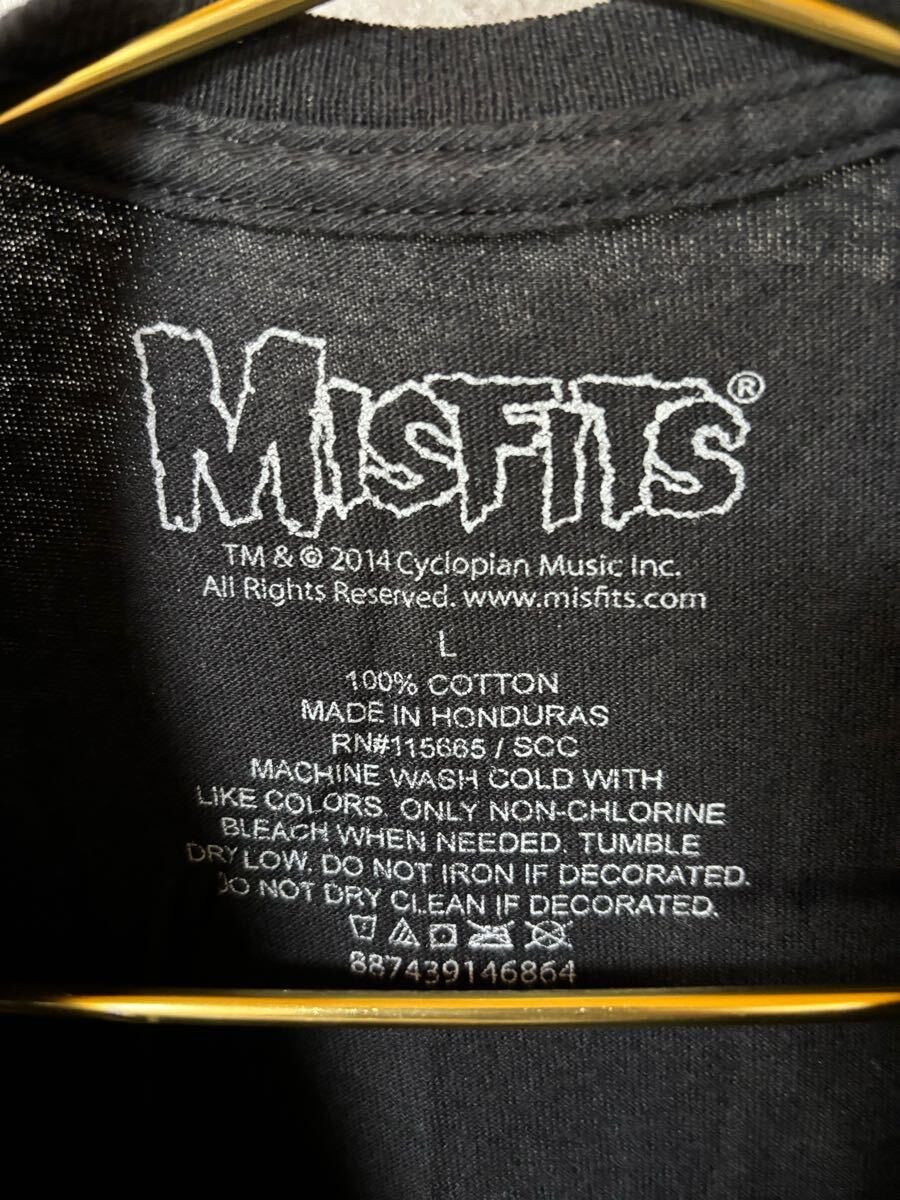 MISFITS®
TM & © 2014 Cyclopian Music Inc.
All Rights Reserved. www.misfits.com
L
100% COTTON
MADE IN HONDURAS
RN#115665 / SCC
MACHINE WASH COLD WITH
LIKE COLORS. ONLY NON-CHLORINE
BLEACH WHEN NEEDED. TUMBLE
DRY LOW. DO NOT IRON IF DECORATED.
DO NOT DRY CLEAN IF DECORATED.
887439146864